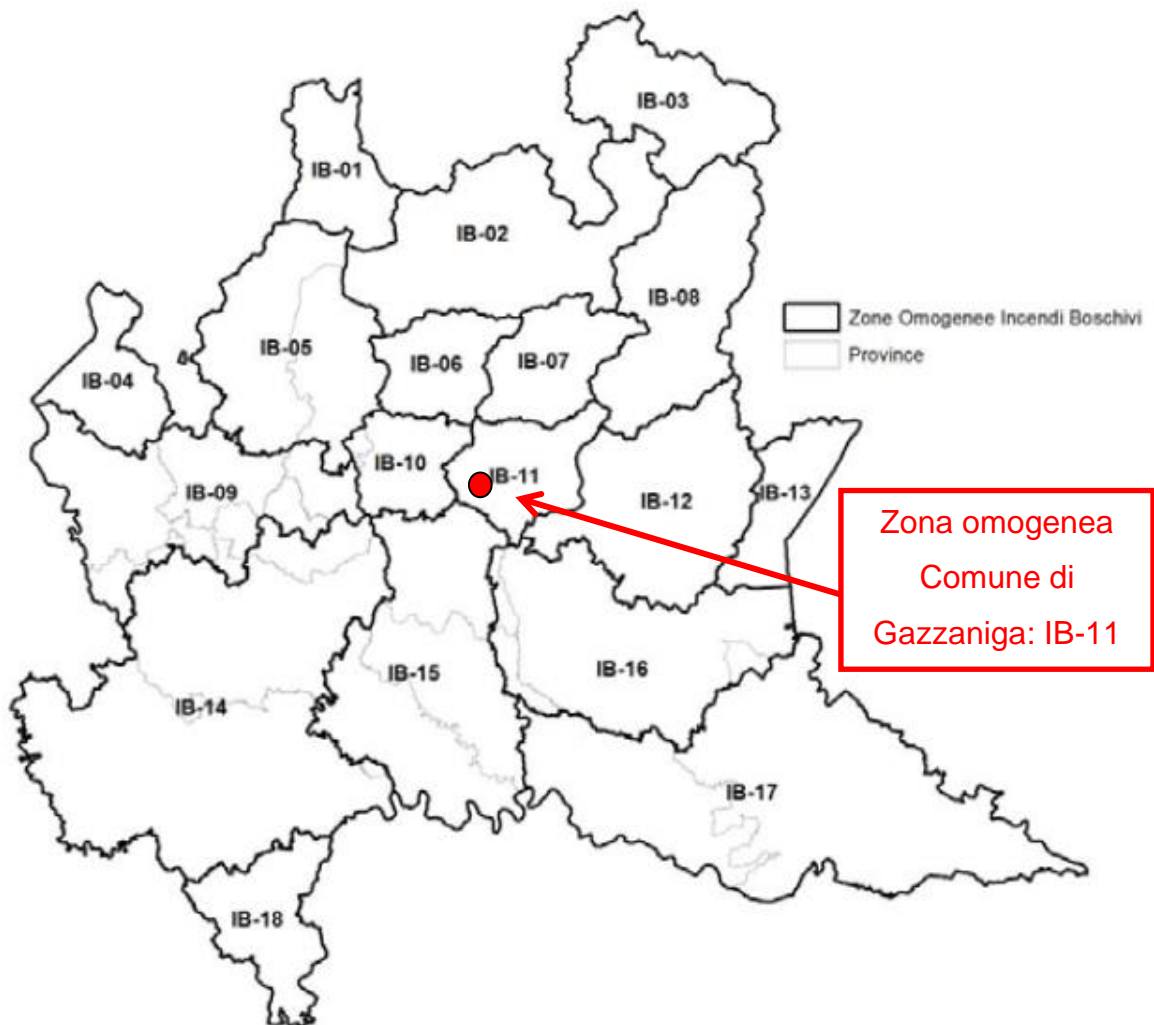 IB-03
IB-01
IB-02
IB-08
Zone Omogenee Incendi Boschivi
Province
IB-05
IB-06
IB-07
IB-04
IB-10
IB-11
IB-09
IB-12
IB-13
Zona omogenea
Comune di
Gazzaniga: IB-11
IB-16
IB-15
IB-14
IB-17
IB-18